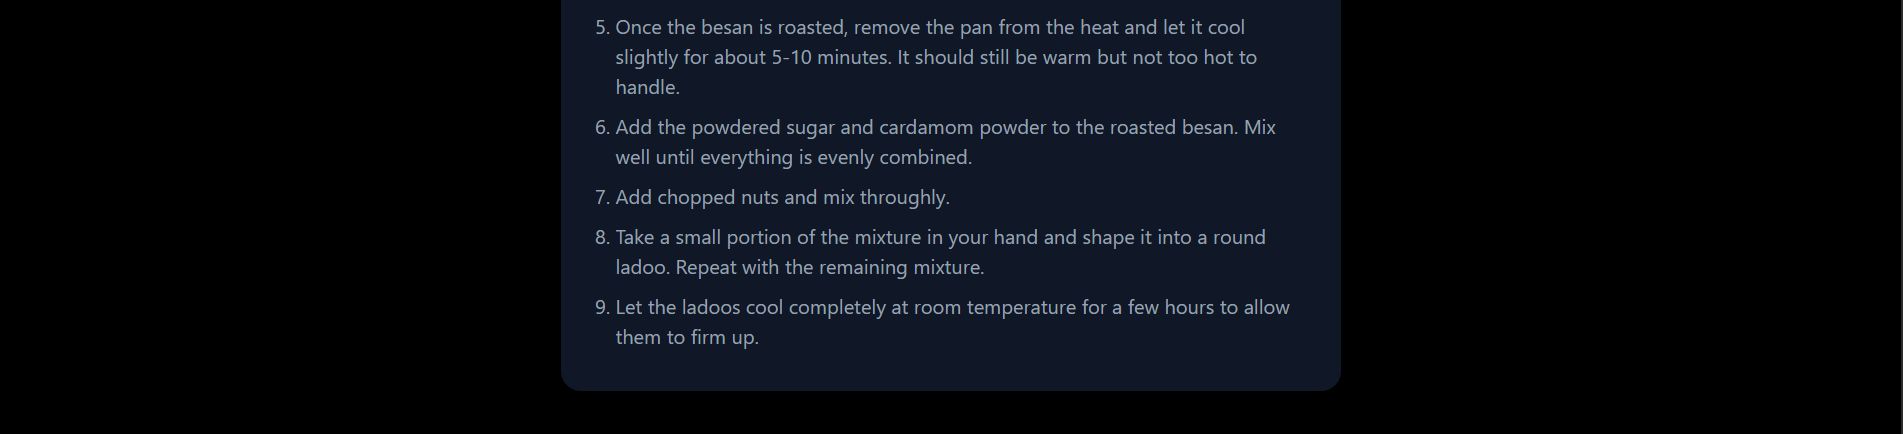 5. Once the besan is roasted, remove the pan from the heat and let it cool
slightly for about 5-10 minutes. It should still be warm but not too hot to
handle.
6. Add the powdered sugar and cardamom powder to the roasted besan. Mix
well until everything is evenly combined.
7. Add chopped nuts and mix throughly.
8. Take a small portion of the mixture in your hand and shape it into a round
ladoo. Repeat with the remaining mixture.
9. Let the ladoos cool completely at room temperature for a few hours to allow
them to firm up.